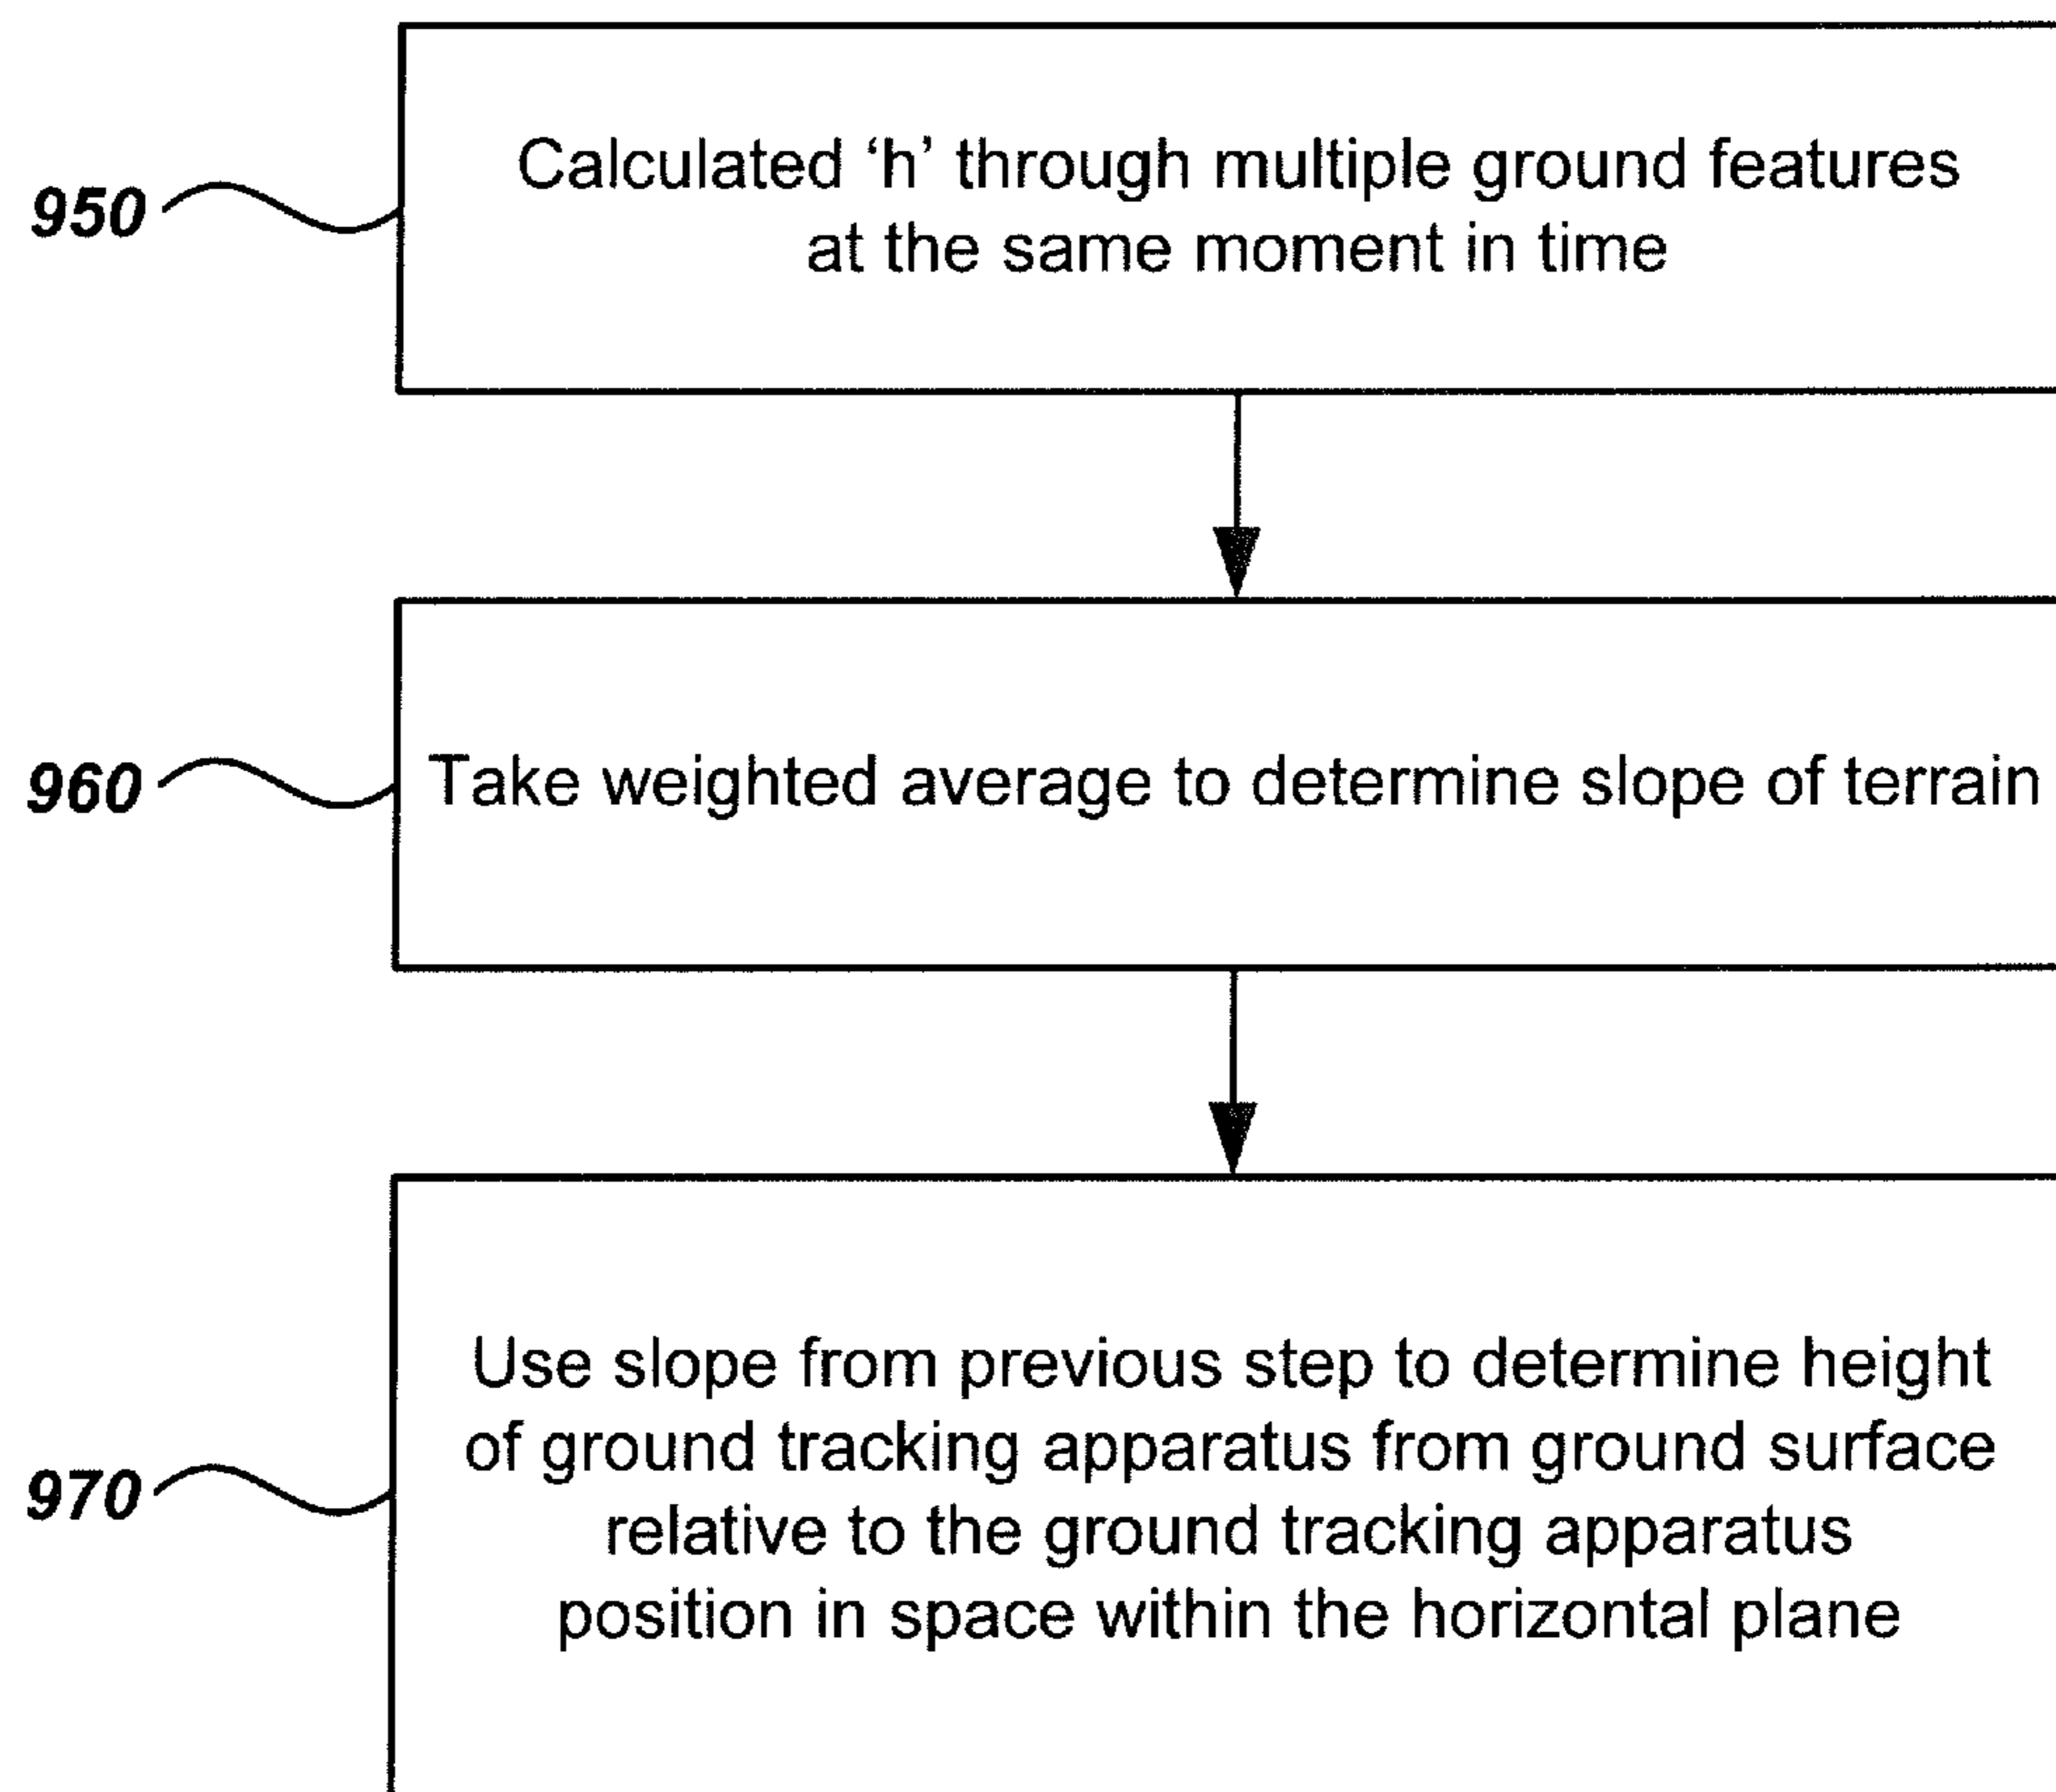 Calculated ‘h’ through multiple ground features
at the same moment in time
950
Take weighted average to determine slope of terrain
960
Use slope from previous step to determine height
of ground tracking apparatus from ground surface
relative to the ground tracking apparatus
position in space within the horizontal plane
970